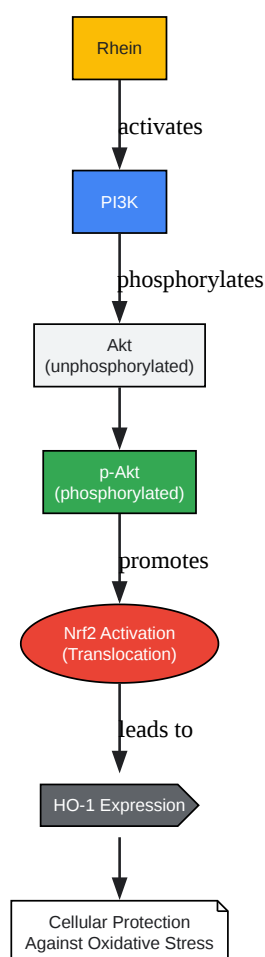 Rhein
activates
PI3K
phosphorylates
Akt
(unphosphorylated)
p-Akt
(phosphorylated)
promotes
Nrf2 Activation
(Translocation)
leads to
HO-1 Expression
Cellular Protection
Against Oxidative Stress